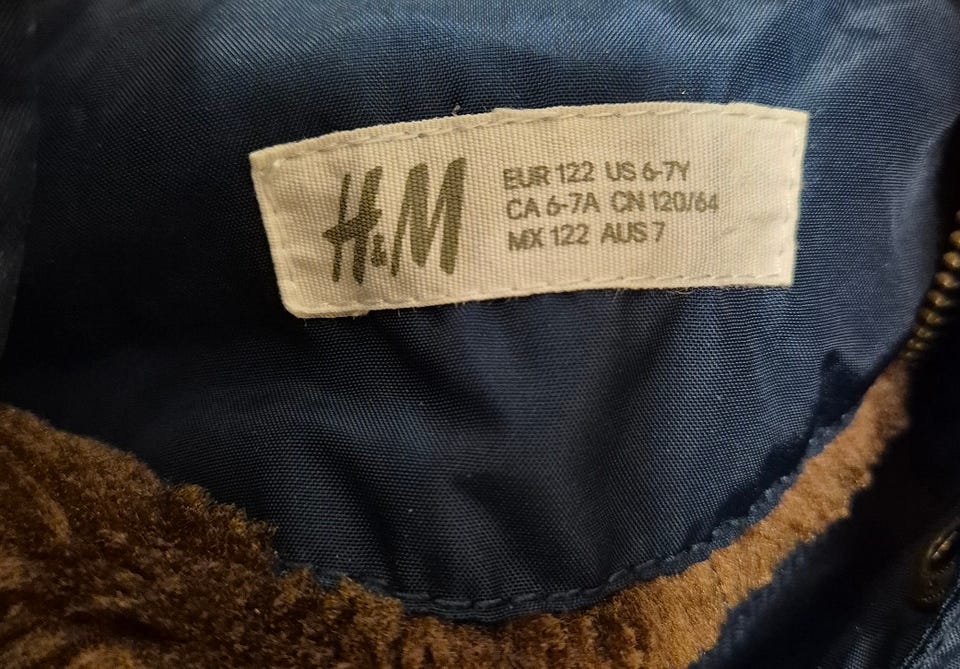 H&M
EUR 122 US 6-7Y
CA 6-7A CN 120/64
MX 122 AUS 7